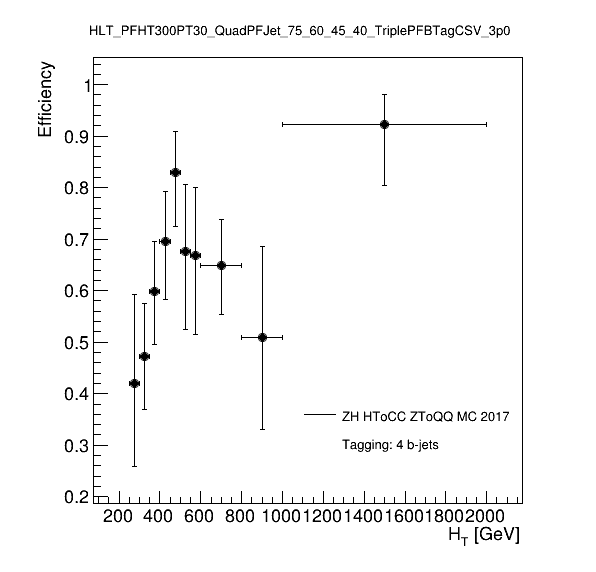 HLT_PFHT300PT30_QuadPFJet_75_60_45_40_TriplePFBTagCSV_3p0
Efficiency
1
0.9
0.8
0.7
0.6
0.5
0.4
0.3
0.2
ZH HToCC ZToQQ MC 2017
Tagging: 4 b-jets
200 400 600 800 1000 1200 1400 1600 1800 2000
H_T [GeV]